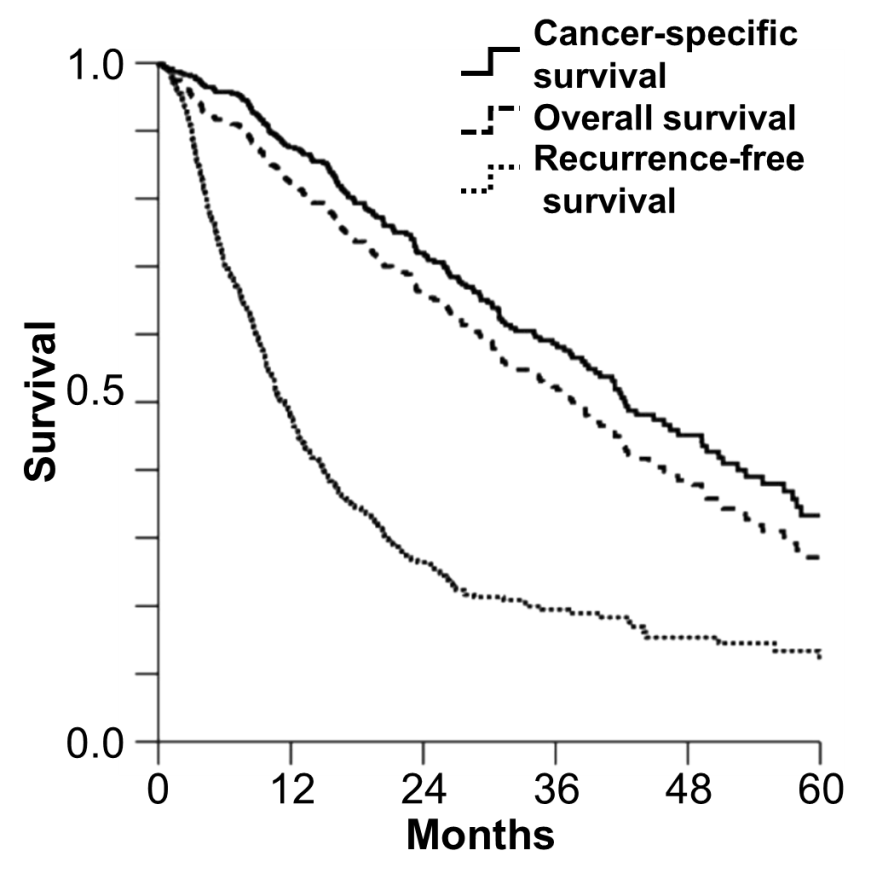 Cancer-specific
survival
Overall survival
Recurrence-free
survival
1.0
0.5
0.0
Survival
0 12 24 36 48 60
Months